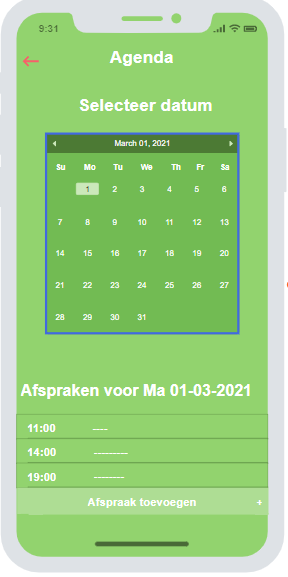 9:31
Agenda
Selecteer datum
March 01, 2021
Su Mo Tu We Th Fr Sa
1 2 3 4 5 6
7 8 9 10 11 12 13
14 15 16 17 18 19 20
21 22 23 24 25 26 27
28 29 30 31
Afspraken voor Ma 01-03-2021
11:00 ----
14:00 ---------
19:00 --------
Afspraak toevoegen +